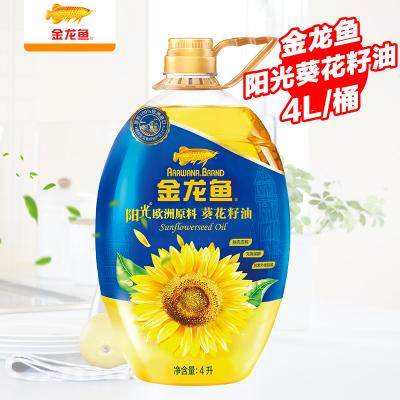 金龙鱼
金龙鱼
阳光葵花籽油
4L/桶
ARAWANA BRAND
金龙鱼
阳光欧洲原料 葵花籽油
Sunflowerseed Oil
净含量:4升